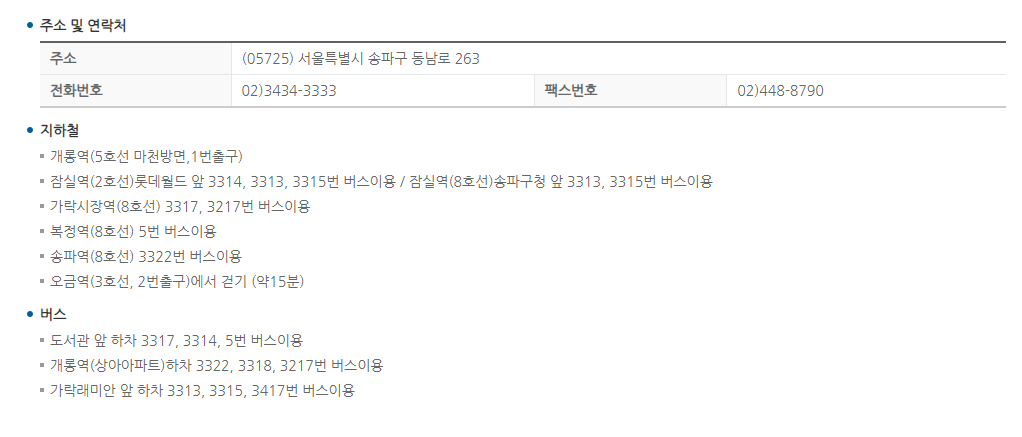 주소 및 연락처
주소 (05725) 서울특별시 송파구 동남로 263
전화번호 02)3434-3333 팩스번호 02)448-8790
지하철
개롱역(5호선 마천방면,1번출구)
잠실역(2호선)롯데월드 앞 3314, 3313, 3315번 버스이용 / 잠실역(8호선)송파구청 앞 3313, 3315번 버스이용
가락시장역(8호선) 3317, 3217번 버스이용
복정역(8호선) 5번 버스이용
송파역(8호선) 3322번 버스이용
오금역(3호선, 2번출구)에서 걷기 (약15분)
버스
도서관 앞 하차 3317, 3314, 5번 버스이용
개롱역(상아아파트)하차 3322, 3318, 3217번 버스이용
가락래미안 앞 하차 3313, 3315, 3417번 버스이용